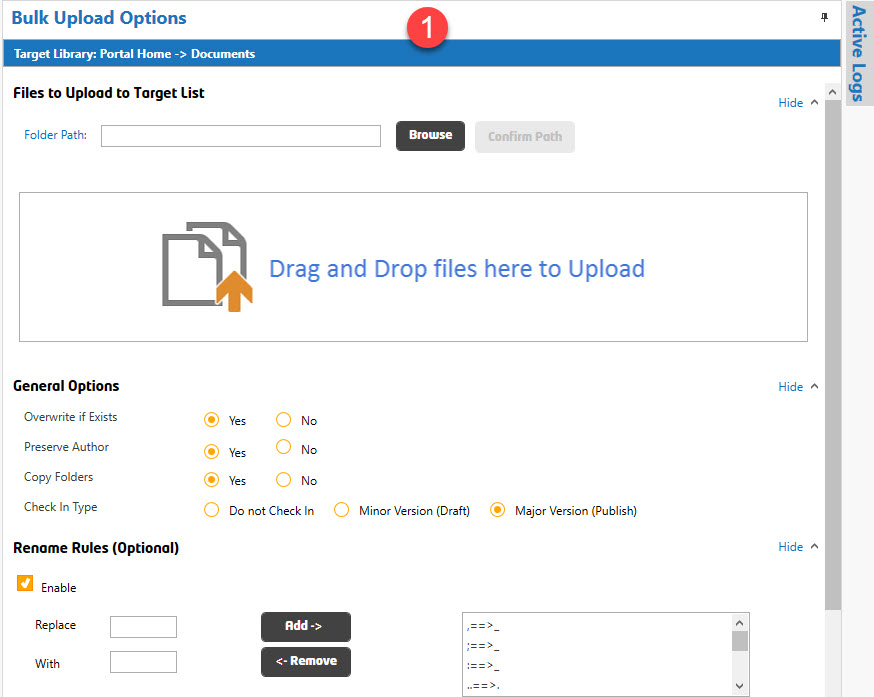 Bulk Upload Options
1
Active Logs
Target Library: Portal Home -> Documents
Files to Upload to Target List
Hide
Folder Path:
Browse
Confirm Path
Drag and Drop files here to Upload
General Options
Hide
Overwrite if Exists
Yes No
Preserve Author
Yes No
Copy Folders
Yes No
Check In Type
Do not Check In Minor Version (Draft) Major Version (Publish)
Rename Rules (Optional)
Hide
Enable
Replace
Add ->
With
<- Remove
,==>_
;==>_
:==>_
..==>.